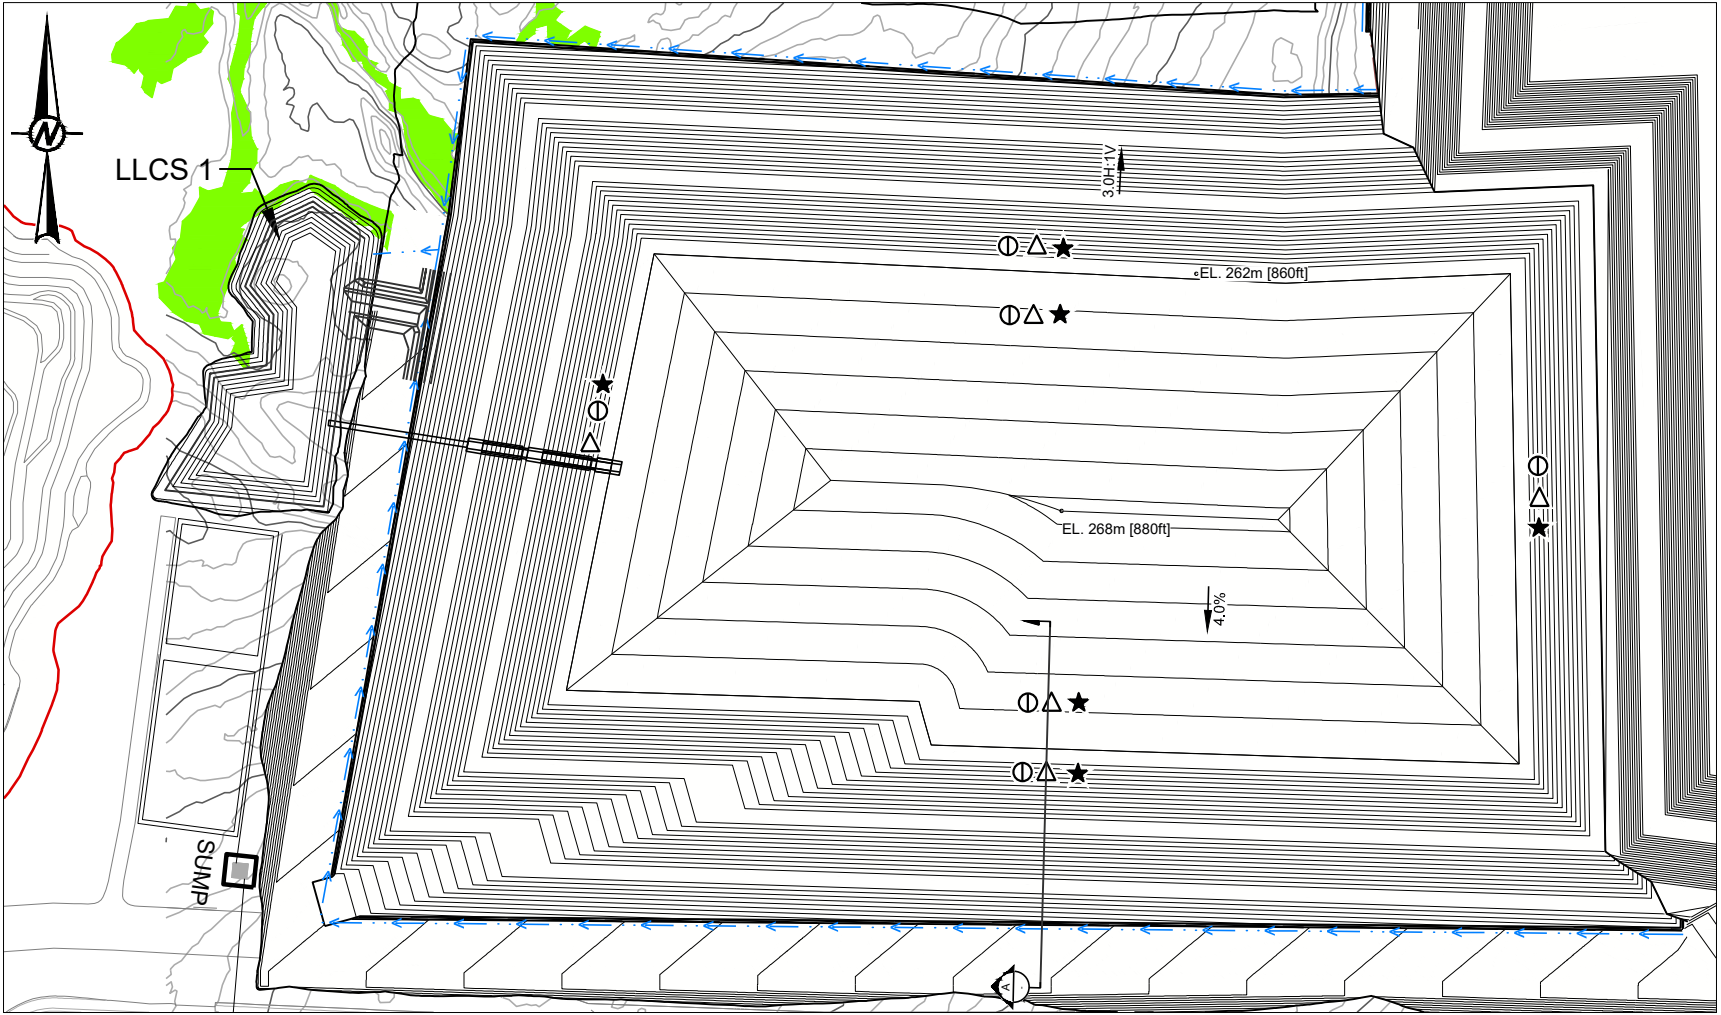 N
LLCS 1
3.0H:1V
EL. 262m [860ft]
EL. 268m [880ft]
4.0%
SUMP
A